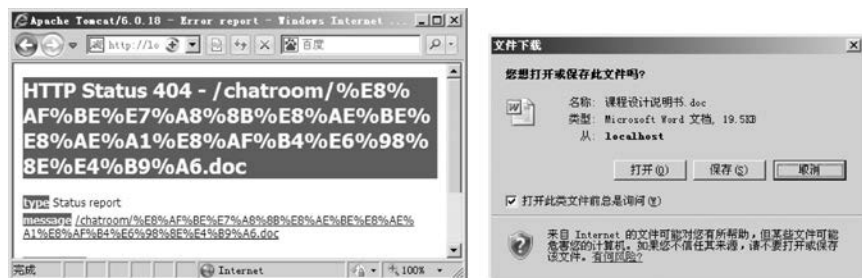 Apache Tomcat/6.0.18 - Error report - Windows Internet ...
http://lo
百度
HTTP Status 404 - /chatroom/%E8%
AF%BE%E7%A8%8B%E8%AE%BE%
E8%AE%A1%E8%AF%B4%E6%98%
8E%E4%B9%A6.doc
type Status report
message /chatroom/%E8%AF%BE%E7%A8%8B%E8%AE%BE%E8%AE%
A1%E8%AF%B4%E6%98%8E%E4%B9%A6.doc
完成
Internet
100%
文件下载
您想打开或保存此文件吗?
名称: 课程设计说明书.doc
类型: Microsoft Word 文档, 19.5KB
从: localhost
打开(O) 保存(S) 取消
打开此类文件前总是询问(W)
来自 Internet 的文件可能对您有所帮助,但某些文件可能
危害您的计算机。如果您不信任其来源,请不要打开或保存
该文件。有何风险?